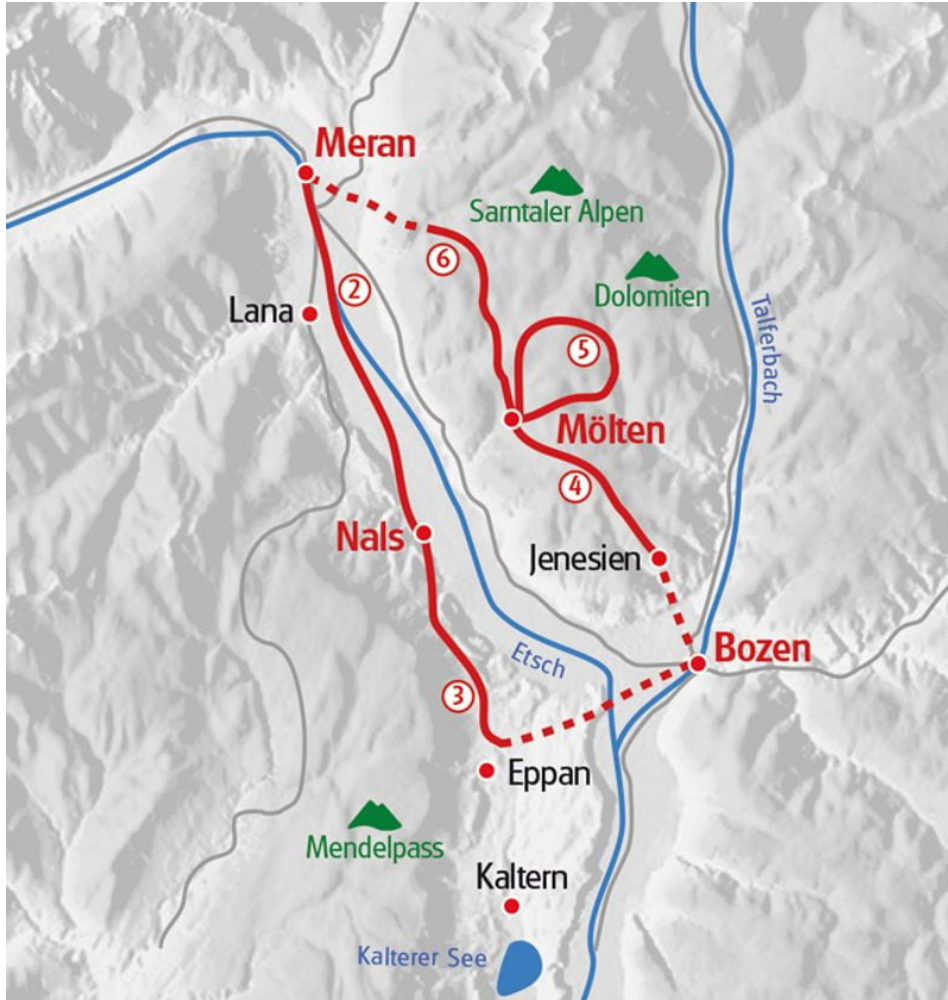 Meran
Sarntaler Alpen
6
2
Dolomiten
Lana
Talferbach
5
Mölten
4
Nals
Jenesien
Etsch
Bozen
3
Eppan
Mendelpass
Kaltern
Kalterer See